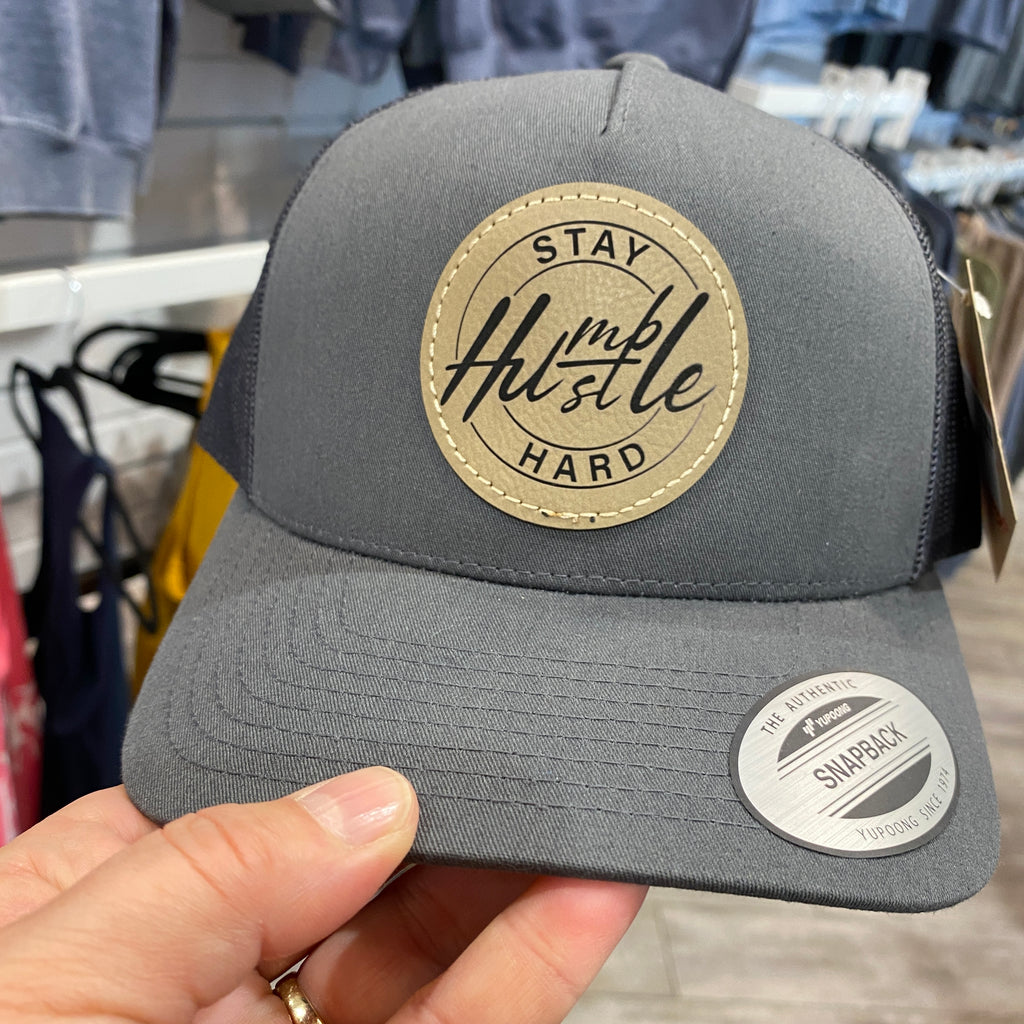 STAY
Humble
Hustle
HARD
THE AUTHENTIC
YUPOONG
SNAPBACK
YUPOONG SINCE 1974